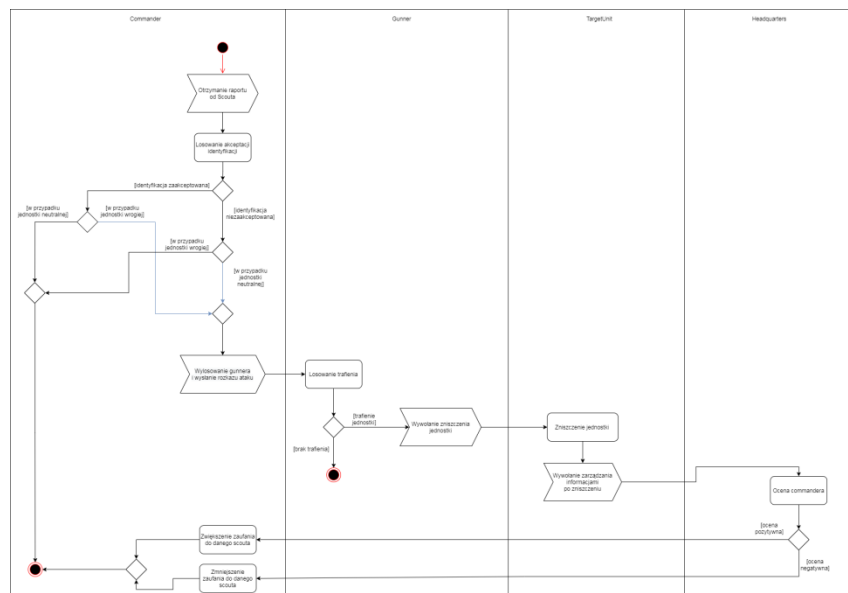 Commander
Gunner
TargetUnit
Headquarters
Otrzymanie raportu
od Scouta
Losowanie akceptacji
identyfikacji
[identyfikacja zaakceptowana]
[w przypadku
jednostki neutralnej]
[w przypadku
jednostki wrogiej]
[identyfikacja
niezaakceptowana]
[w przypadku
jednostki wrogiej]
[w przypadku
jednostki
neutralnej]
Wylosowanie gunnera
i wysłanie rozkazu ataku
Losowanie trafienia
[trafienie
jednostki]
[brak trafienia]
Wywołanie zniszczenia
jednostki
Zniszczenie jednostki
Wywołanie zarządzania
informacjami
po zniszczeniu
Ocena commandera
[ocena
pozytywna]
[ocena
negatywna]
Zwiększenie zaufania
do danego scouta
Zmniejszenie
zaufania do danego
scouta